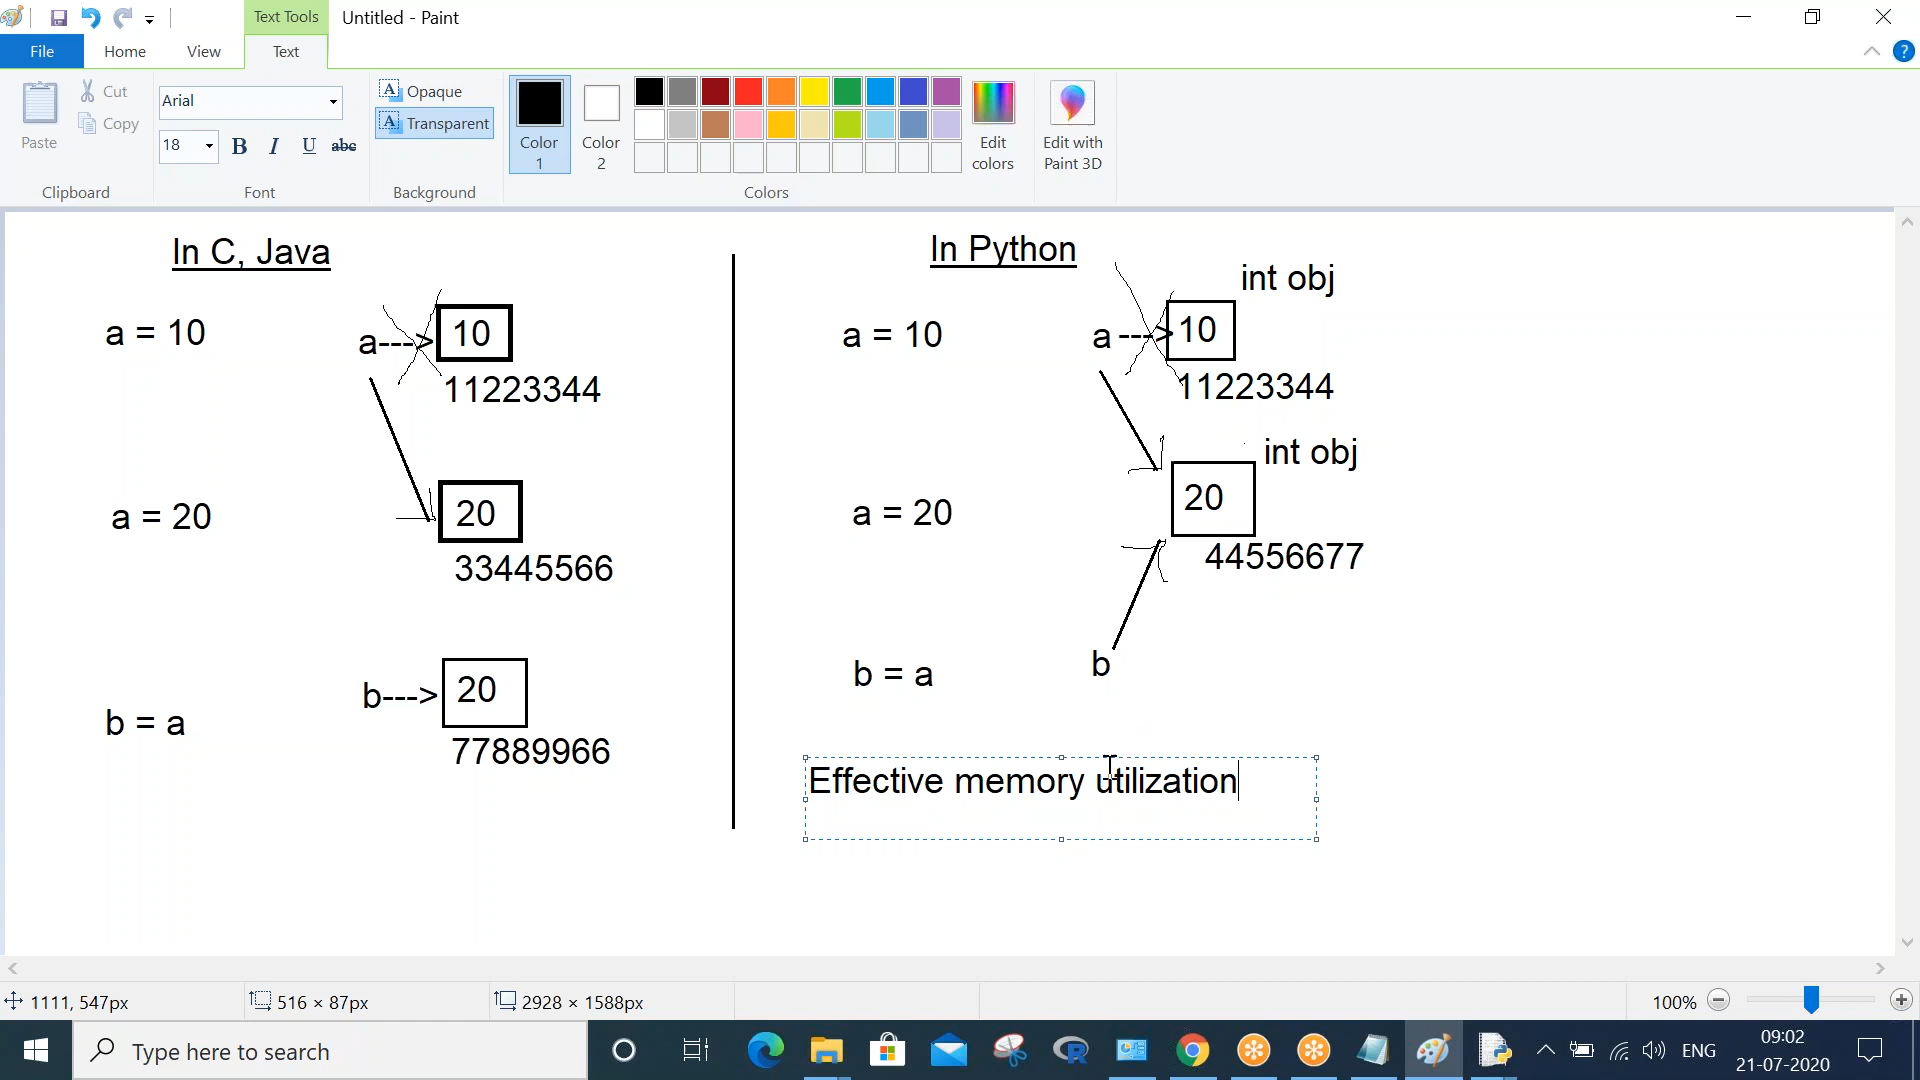 Untitled - Paint
Text Tools
File
Home
View
Text
Paste
Cut
Copy
Clipboard
Arial
18
B
I
U
abc
Font
A Opaque
A Transparent
Background
Color
1
Color
2
Edit
colors
Colors
Edit with
Paint 3D
In C, Java
a = 10
a---> 10
11223344
a = 20
20
33445566
b = a
b---> 20
77889966
In Python
int obj
a = 10
a ---> 10
11223344
int obj
a = 20
20
44556677
b = a
b
Effective memory utilization
1111, 547px
516 × 87px
2928 × 1588px
100%
Type here to search
R
ENG
09:02
21-07-2020